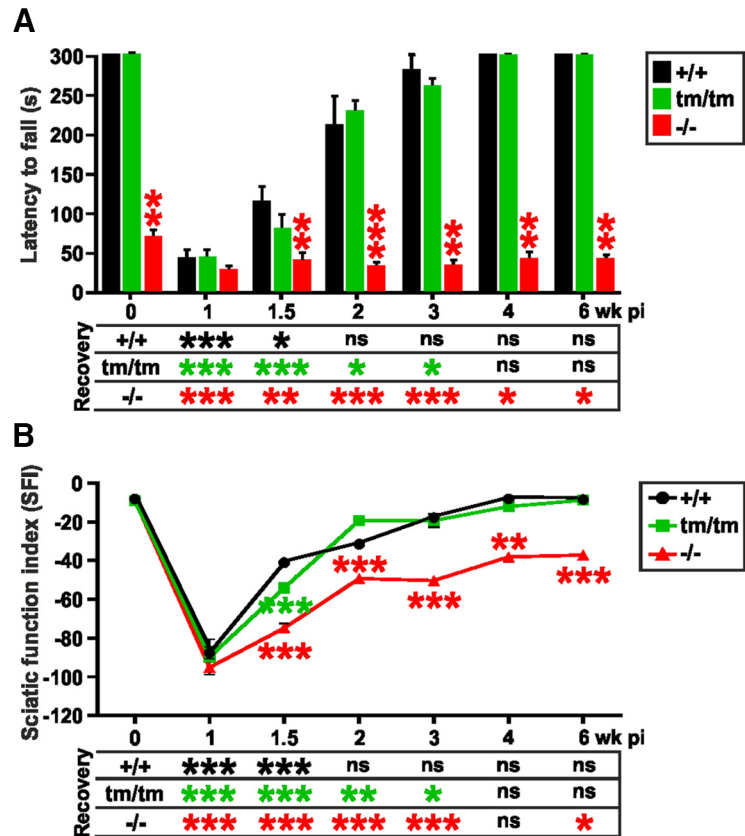 A
Latency to fall (s)
300
250
200
150
100
50
0
+/+
tm/tm
-/-
**
**
***
**
**
**
0 1 1.5 2 3 4 6 wk pi
Recovery
+/+ *** * ns ns ns ns
tm/tm *** *** * * ns ns
-/- *** ** *** *** * *
B
Sciatic function index (SFI)
0
-20
-40
-60
-80
-100
-120
+/+
tm/tm
-/-
***
***
***
***
**
***
0 1 1.5 2 3 4 6 wk pi
Recovery
+/+ *** *** ns ns ns ns
tm/tm *** *** ** * ns ns
-/- *** *** *** *** ns *